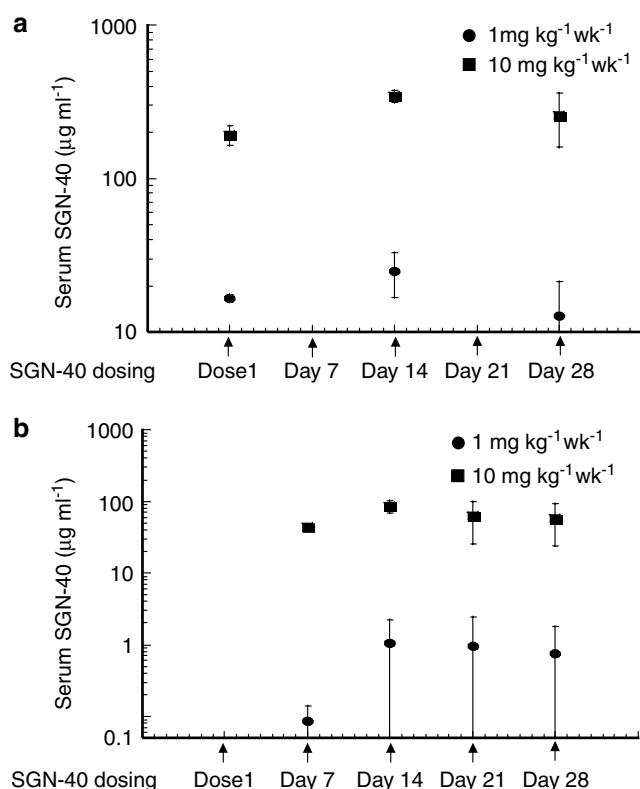 a
1000
100
10
Serum SGN-40 (µg ml⁻¹)
1mg kg⁻¹wk⁻¹
10 mg kg⁻¹wk⁻¹
SGN-40 dosing Dose1 Day 7 Day 14 Day 21 Day 28
b
1000
100
10
1
0.1
Serum SGN-40 (µg ml⁻¹)
1 mg kg⁻¹wk⁻¹
10 mg kg⁻¹wk⁻¹
SGN-40 dosing Dose1 Day 7 Day 14 Day 21 Day 28